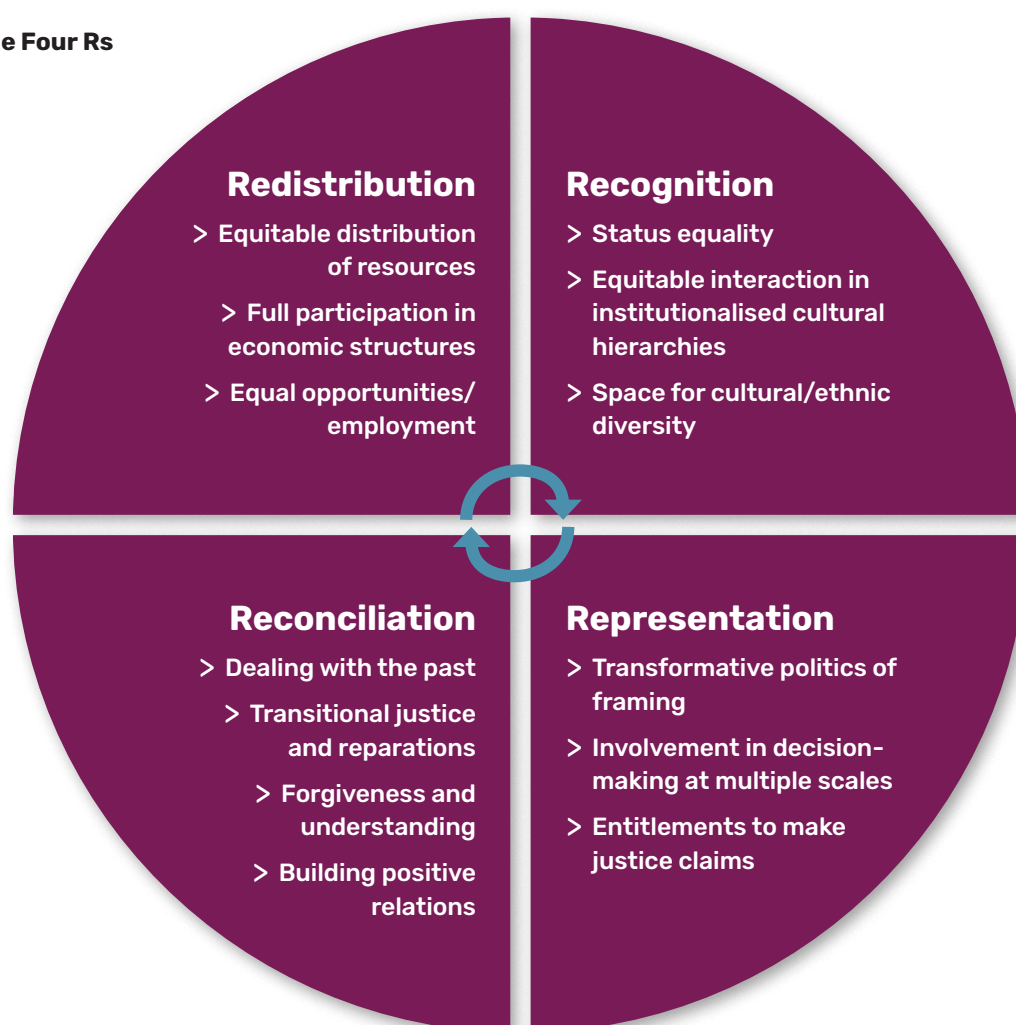 e Four Rs
Redistribution
> Equitable distribution
of resources
> Full participation in
economic structures
> Equal opportunities/
employment
Recognition
> Status equality
> Equitable interaction in
institutionalised cultural
hierarchies
> Space for cultural/ethnic
diversity
Reconciliation
> Dealing with the past
> Transitional justice
and reparations
> Forgiveness and
understanding
> Building positive
relations
Representation
> Transformative politics of
framing
> Involvement in decision-
making at multiple scales
> Entitlements to make
justice claims